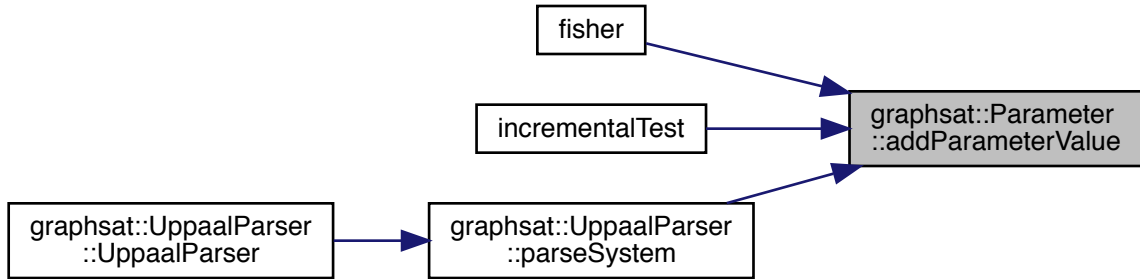 fisher
graphsat::Parameter
::addParameterValue
incrementalTest
graphsat::UppaalParser
::UppaalParser
graphsat::UppaalParser
::parseSystem